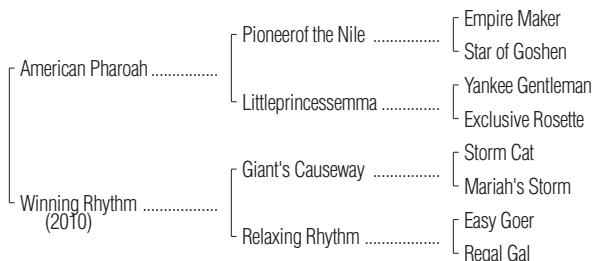 Empire Maker
Pioneerof the Nile ................
Star of Goshen
American Pharoah ................
Yankee Gentleman
Littleprincessemma ..............
Exclusive Rosette
Storm Cat
Giant's Causeway ................
Mariah's Storm
Winning Rhythm ..................
(2010)
Easy Goer
Relaxing Rhythm ..................
Regal Gal